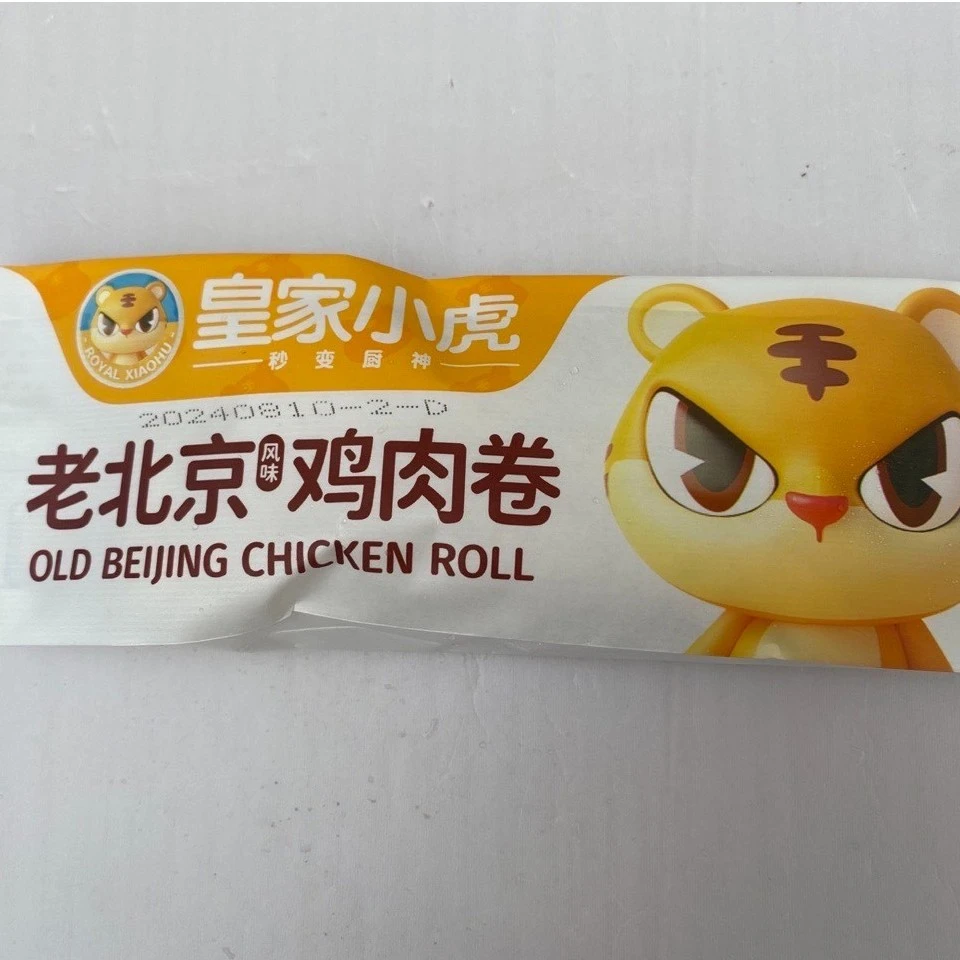 皇家小虎
ROYAL XIAOHU
秒变厨神
20240810-2-D
老北京风味鸡肉卷
OLD BEIJING CHICKEN ROLL